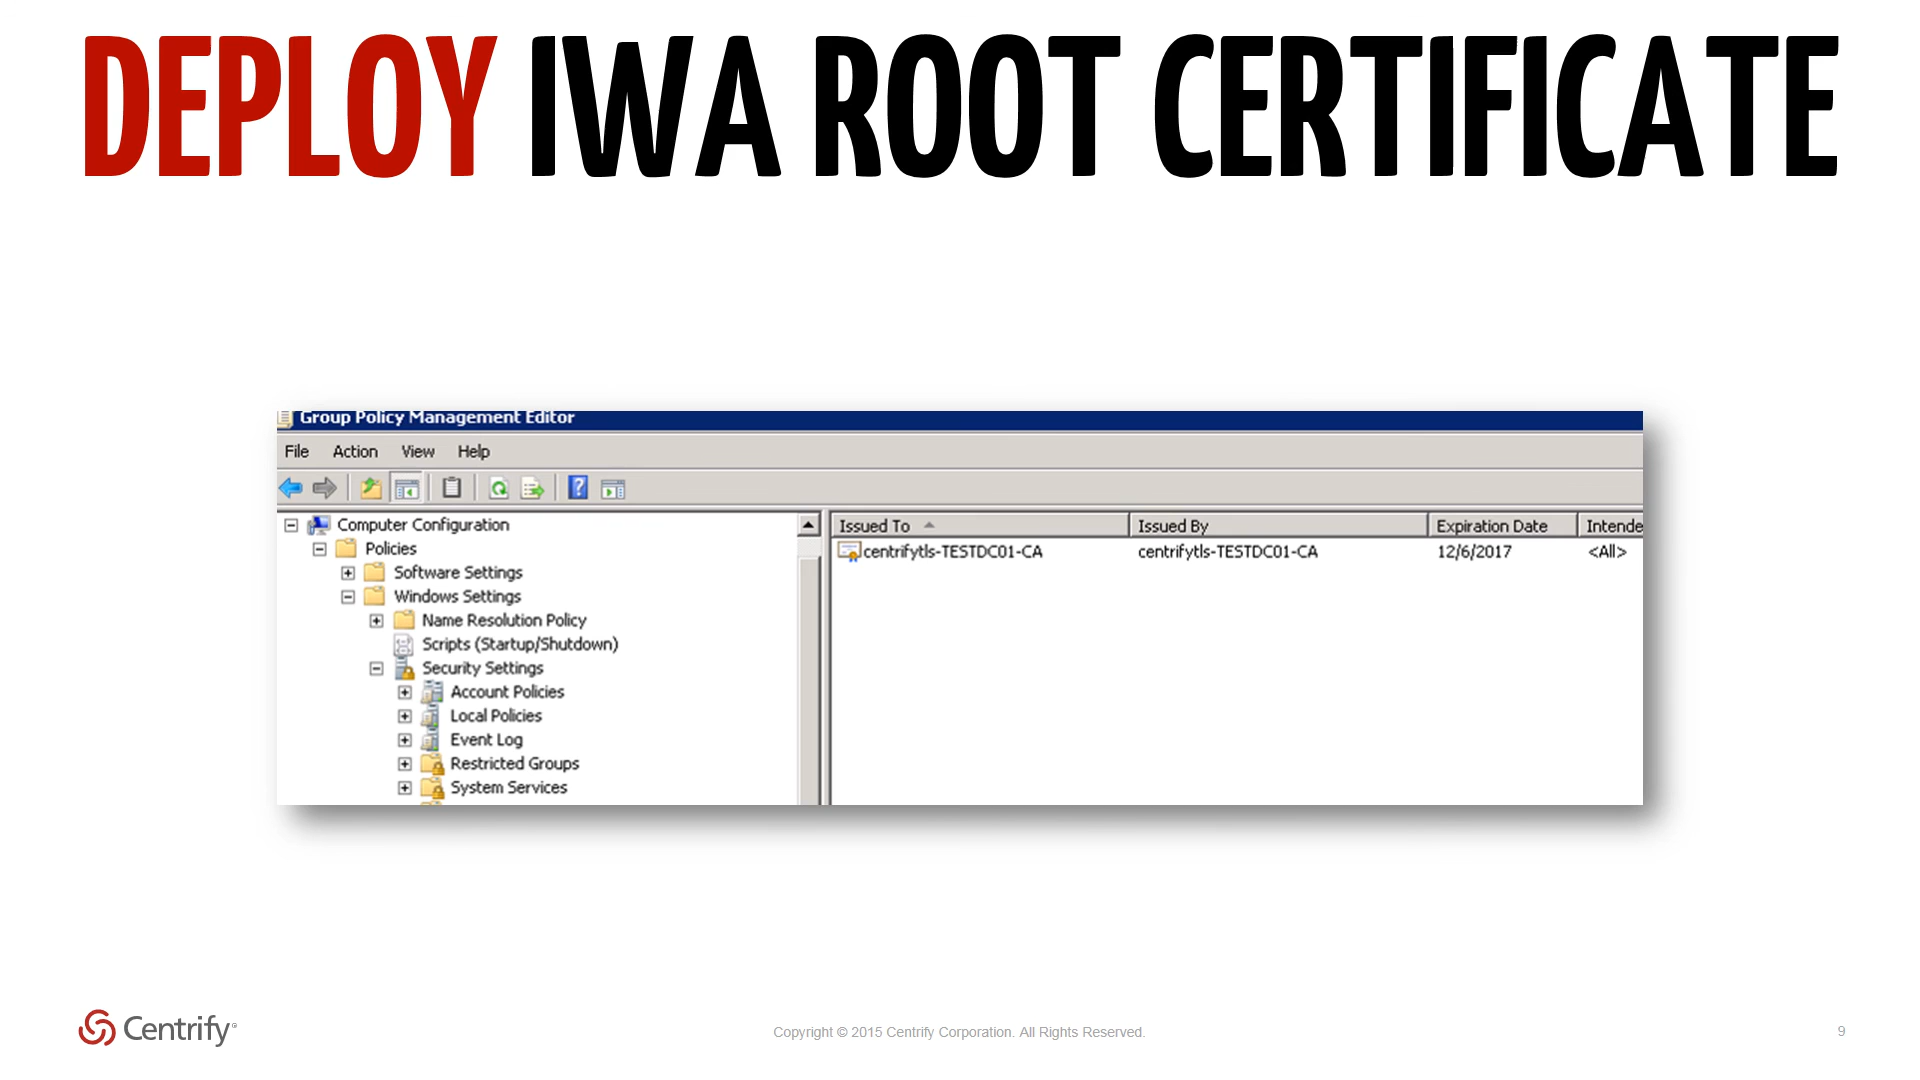 DEPLOY IWA ROOT CERTIFICATE
Group Policy Management Editor
File Action View Help
Computer Configuration
Policies
Software Settings
Windows Settings
Name Resolution Policy
Scripts (Startup/Shutdown)
Security Settings
Account Policies
Local Policies
Event Log
Restricted Groups
System Services
Issued To Issued By Expiration Date Intende
centrifytls-TESTDC01-CA centrifytls-TESTDC01-CA 12/6/2017 <All>
Centrify
Copyright © 2015 Centrify Corporation. All Rights Reserved.
9